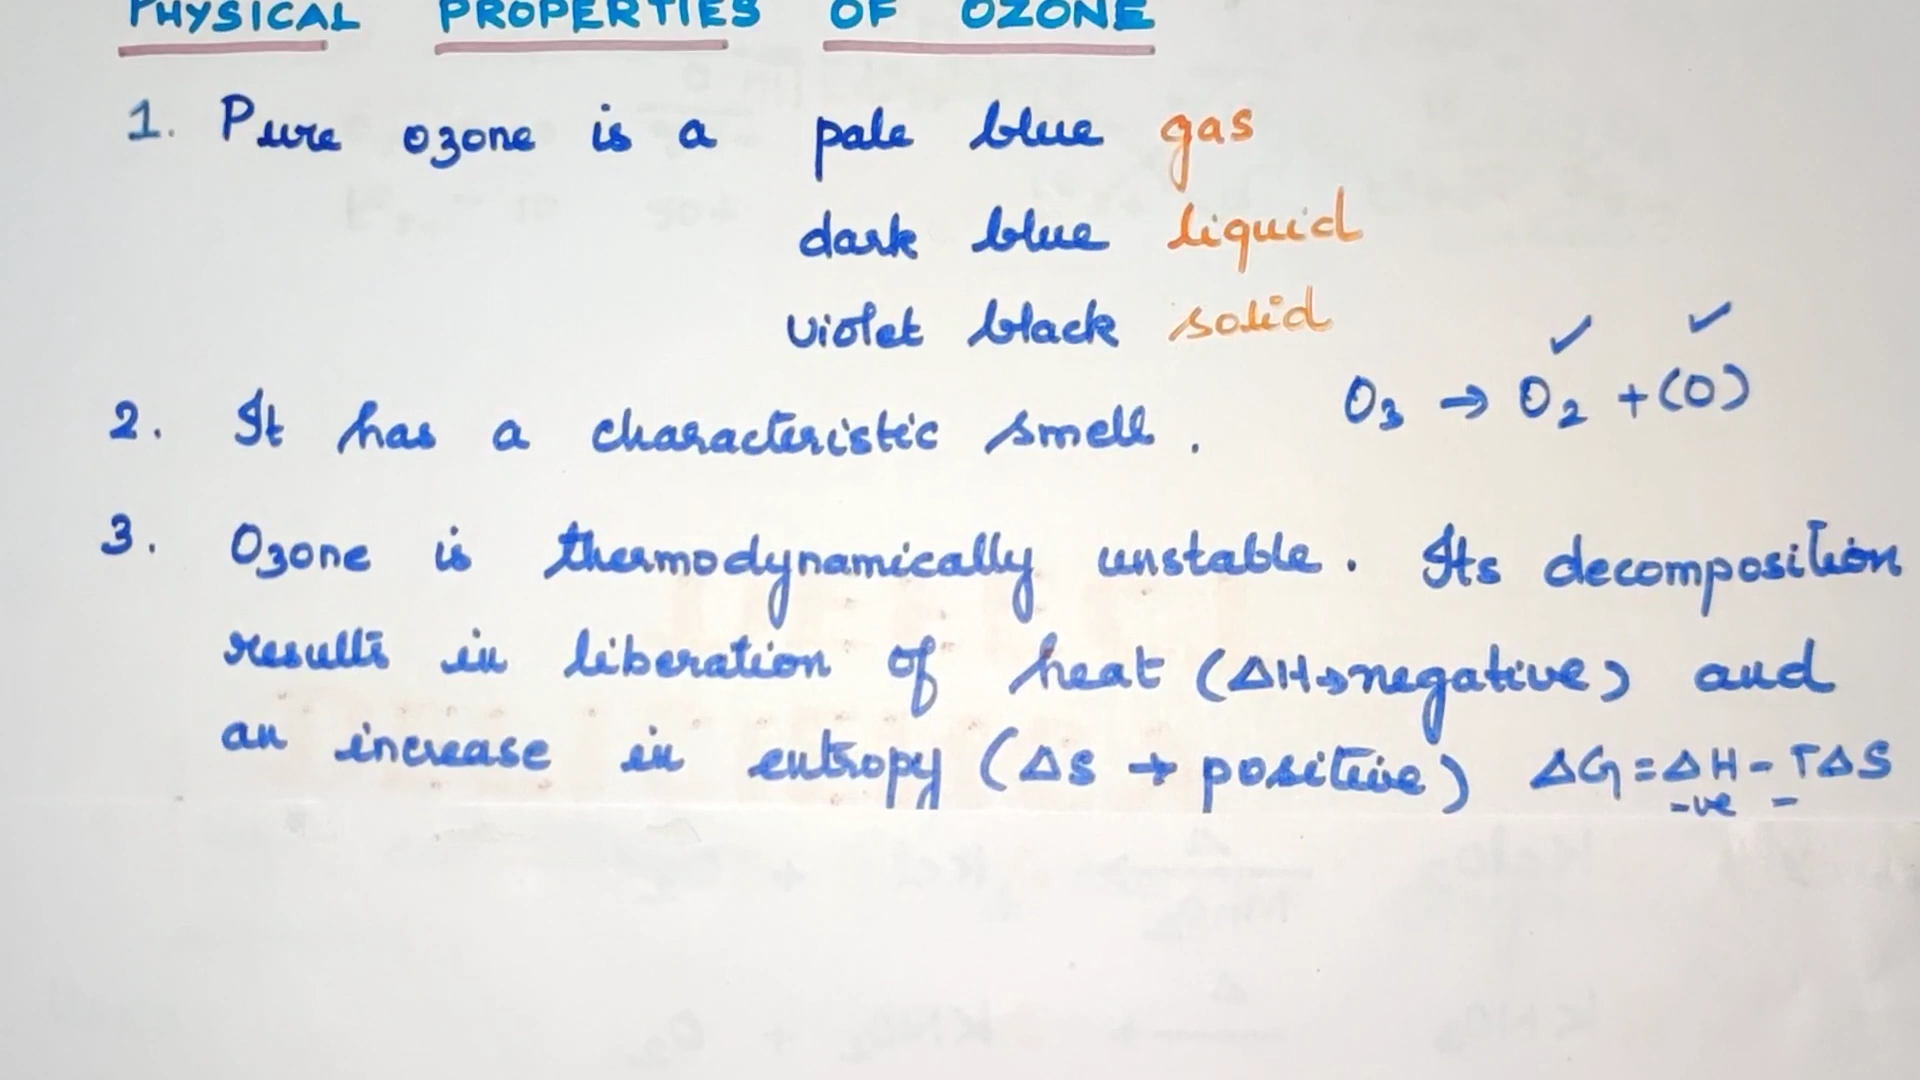 PHYSICAL PROPERTIES OF OZONE
1. Pure ozone is a pale blue gas
dark blue liquid
violet black solid
O₃ → O₂ + (O)
2. It has a characteristic smell.
3. Ozone is thermodynamically unstable. Its decomposition
results in liberation of heat (ΔH→negative) and
an increase in entropy (ΔS → positive) ΔG = ΔH - TΔS
-ve -